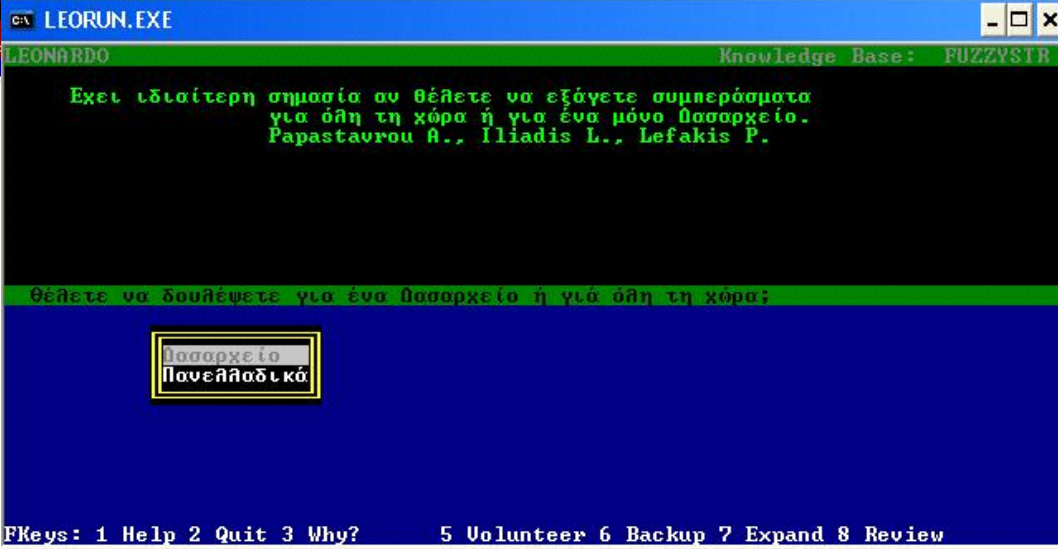 LEORUN.EXE
LEONARDO Knowledge Base: FUZZYSTR
Εχει ιδιαίτερη σημασία αν θέλετε να εξάγετε συμπεράσματα
για όλη τη χώρα ή για ένα μόνο Δασαρχείο.
Papastavrou A., Iliadis L., Lefakis P.
θέλετε να δουλέψετε για ένα Δασαρχείο ή γιά όλη τη χώρα;
Δασαρχείο
Πανελλαδικά
FKeys: 1 Help 2 Quit 3 Why? 5 Volunteer 6 Backup 7 Expand 8 Review